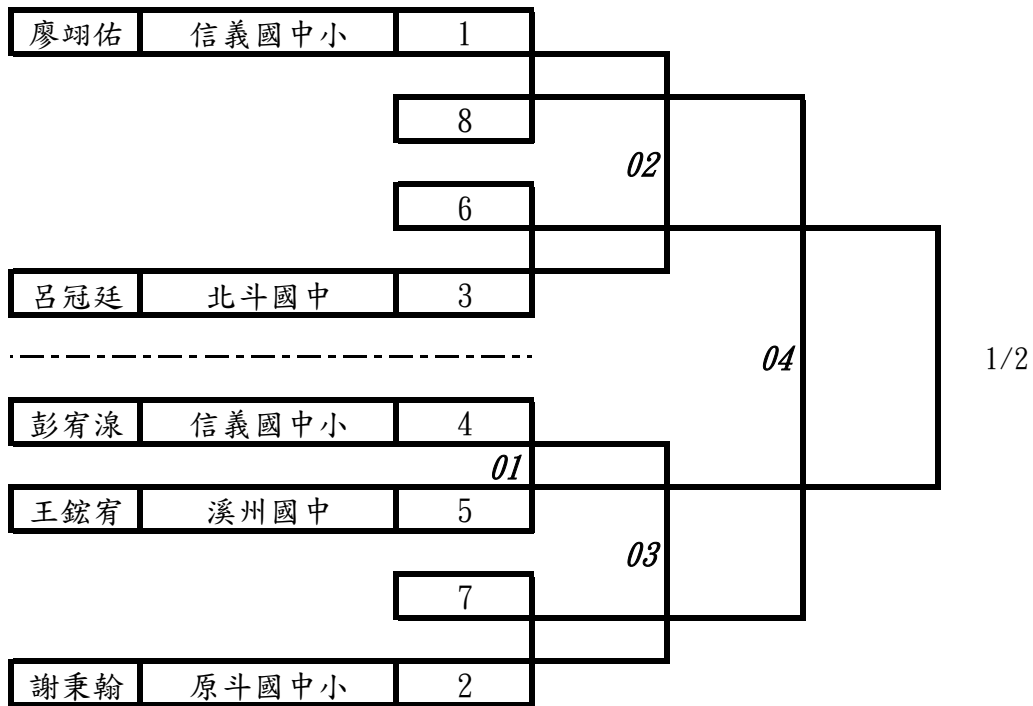 廖翊佑 信義國中小 1
8
02
6
呂冠廷 北斗國中 3
04 1/2
彭宥湶 信義國中小 4
01
王鋐宥 溪州國中 5
03
7
謝秉翰 原斗國中小 2